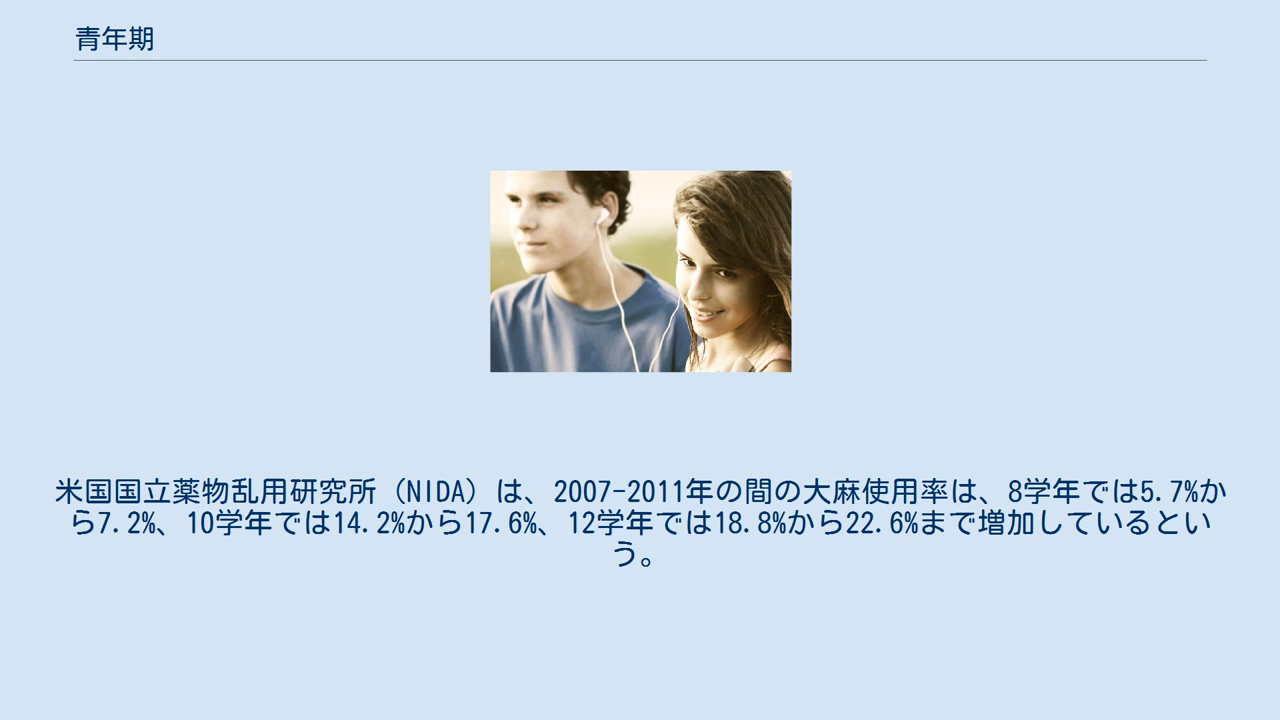 青年期
米国国立薬物乱用研究所（NIDA）は、2007-2011年の間の大麻使用率は、8学年では5.7%か
ら7.2%、10学年では14.2%から17.6%、12学年では18.8%から22.6%まで増加しているとい
う。